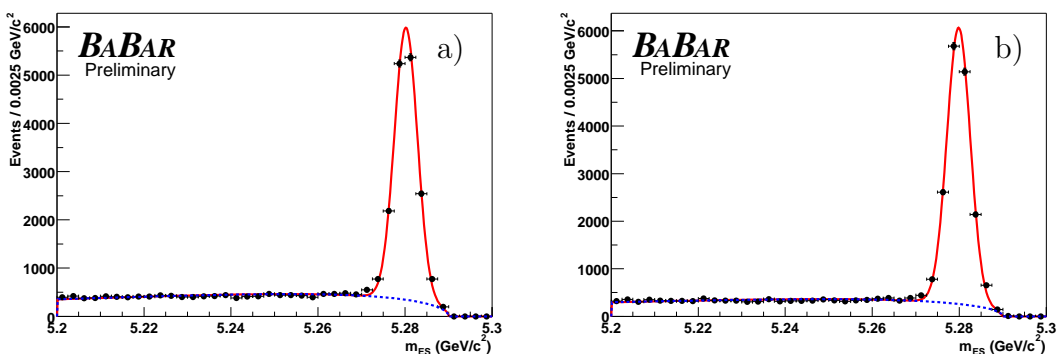 Events / 0.0025 GeV/c²
6000
5000
4000
3000
2000
1000
0
BABAR
Preliminary
a)
5.2 5.22 5.24 5.26 5.28 5.3
mES (GeV/c²)
Events / 0.0025 GeV/c²
6000
5000
4000
3000
2000
1000
0
BABAR
Preliminary
b)
5.2 5.22 5.24 5.26 5.28 5.3
mES (GeV/c²)